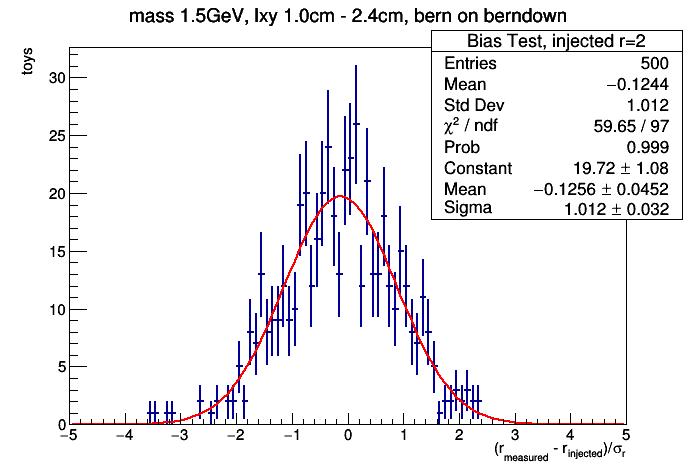 mass 1.5GeV, lxy 1.0cm - 2.4cm, bern on berndown
toys
Bias Test, injected r=2
Entries 500
Mean −0.1244
Std Dev 1.012
χ² / ndf 59.65 / 97
Prob 0.999
Constant 19.72 ± 1.08
Mean −0.1256 ± 0.0452
Sigma 1.012 ± 0.032
30
25
20
15
10
5
0
−5 −4 −3 −2 −1 0 1 2 3 4 5
(r_measured - r_injected)/σ_r